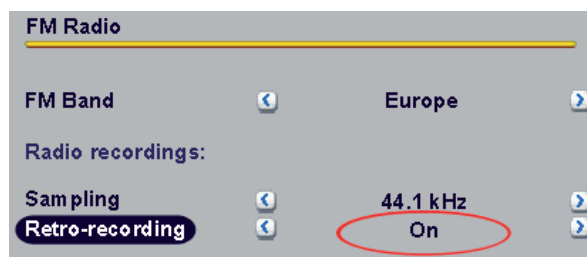 FM Radio
FM Band Europe
Radio recordings:
Sampling 44.1 kHz
Retro-recording On